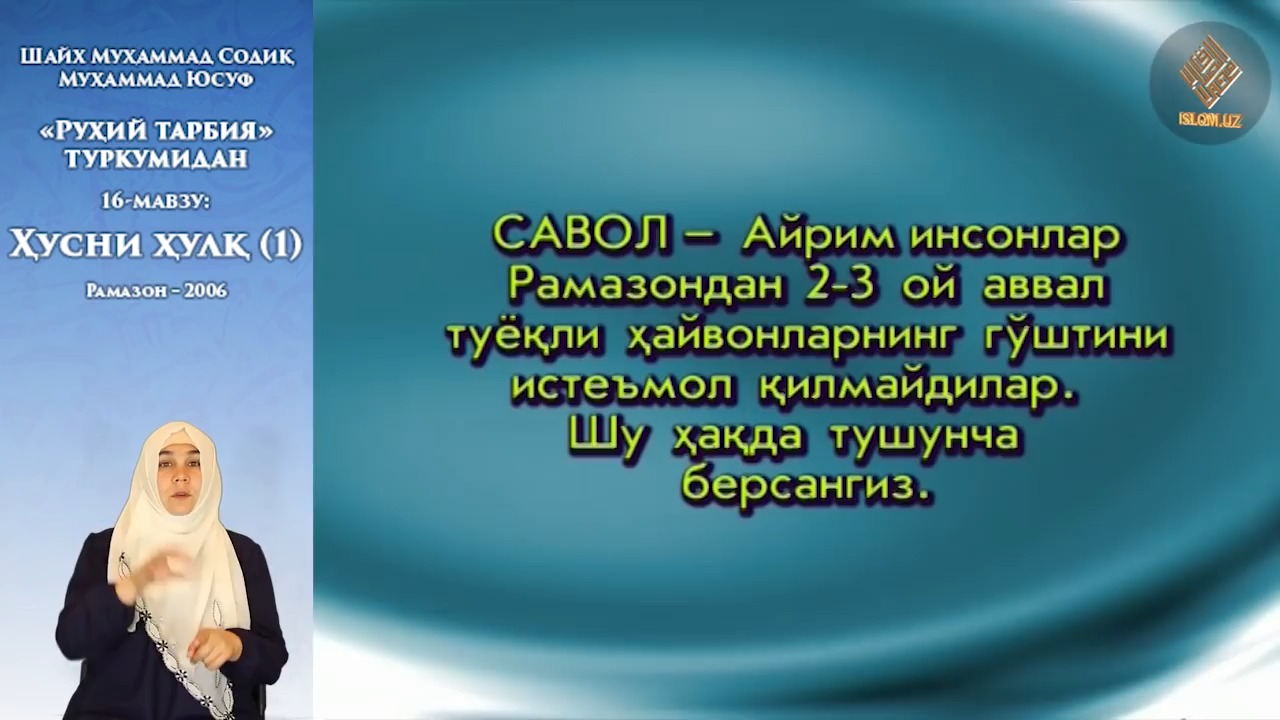 Шайх Муҳаммад Содиқ
Муҳаммад Юсуф
«Руҳий тарбия»
туркумидан
16-мавзу:
Ҳусни хулқ (1)
Рамазон - 2006
САВОЛ – Айрим инсонлар
Рамазондан 2-3 ой аввал
туёқли ҳайвонларнинг гўштини
истеъмол қилмайдилар.
Шу ҳақда тушунча
берсангиз.
ISLOM.UZ